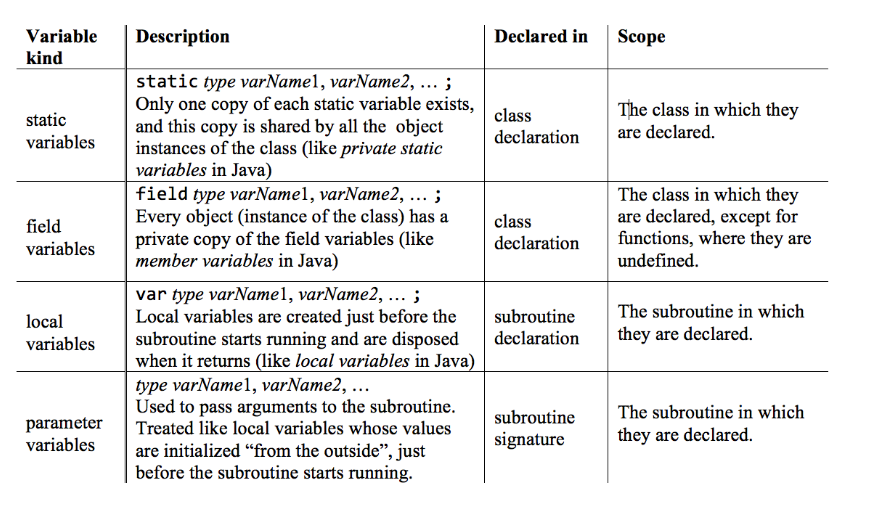 Variable kind
Description
Declared in
Scope
static variables
static type varName1, varName2, ... ;
Only one copy of each static variable exists,
and this copy is shared by all the object
instances of the class (like private static
variables in Java)
class declaration
The class in which they
are declared.
field variables
field type varName1, varName2, ... ;
Every object (instance of the class) has a
private copy of the field variables (like
member variables in Java)
class declaration
The class in which they
are declared, except for
functions, where they are
undefined.
local variables
var type varName1, varName2, ... ;
Local variables are created just before the
subroutine starts running and are disposed
when it returns (like local variables in Java)
subroutine declaration
The subroutine in which
they are declared.
parameter variables
type varName1, varName2, ...
Used to pass arguments to the subroutine.
Treated like local variables whose values
are initialized “from the outside”, just
before the subroutine starts running.
subroutine signature
The subroutine in which
they are declared.